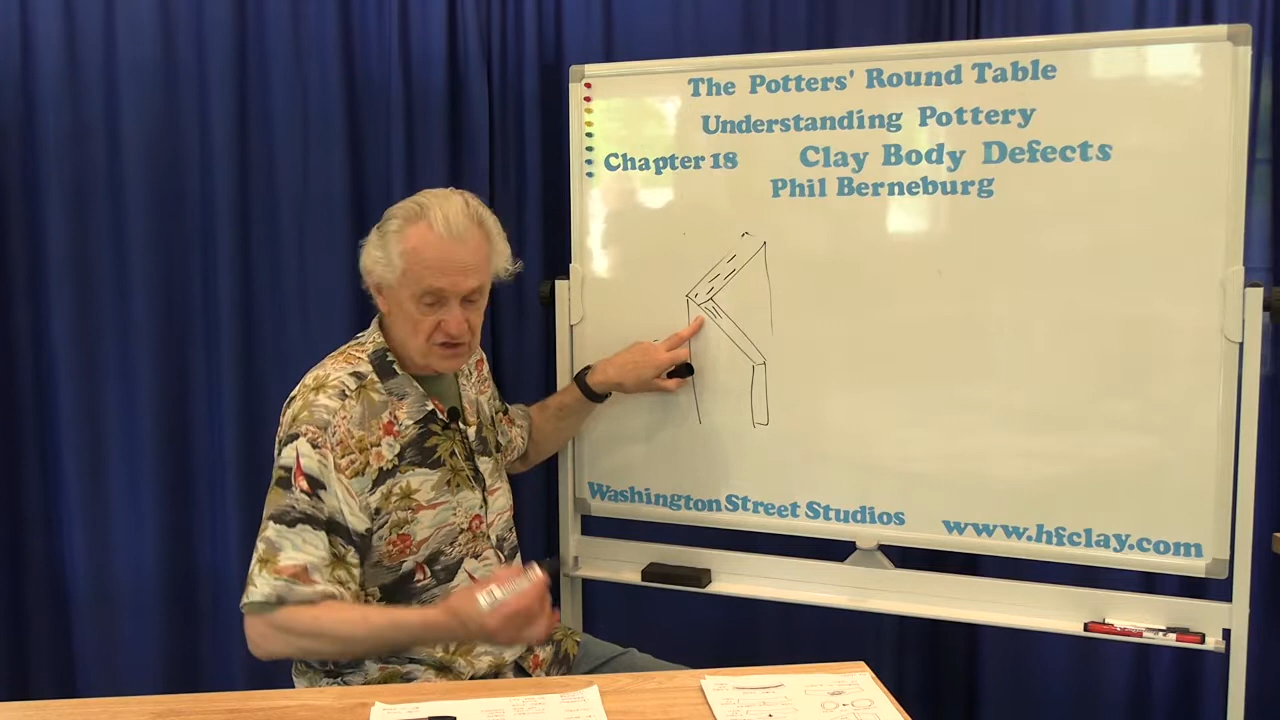 The Potters' Round Table
Understanding Pottery
Chapter 18 Clay Body Defects
Phil Berneburg
Washington Street Studios
www.hfclay.com